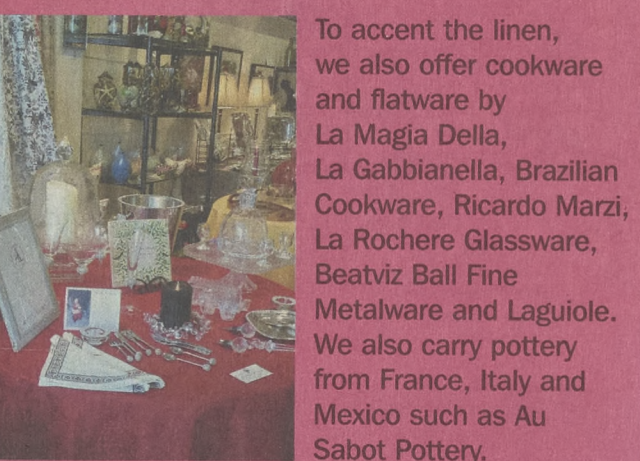 To accent the linen,
we also offer cookware
and flatware by
La Magia Della,
La Gabbianella, Brazilian
Cookware, Ricardo Marzi,
La Rochere Glassware,
Beatviz Ball Fine
Metalware and Laguiole.
We also carry pottery
from France, Italy and
Mexico such as Au
Sabot Pottery.